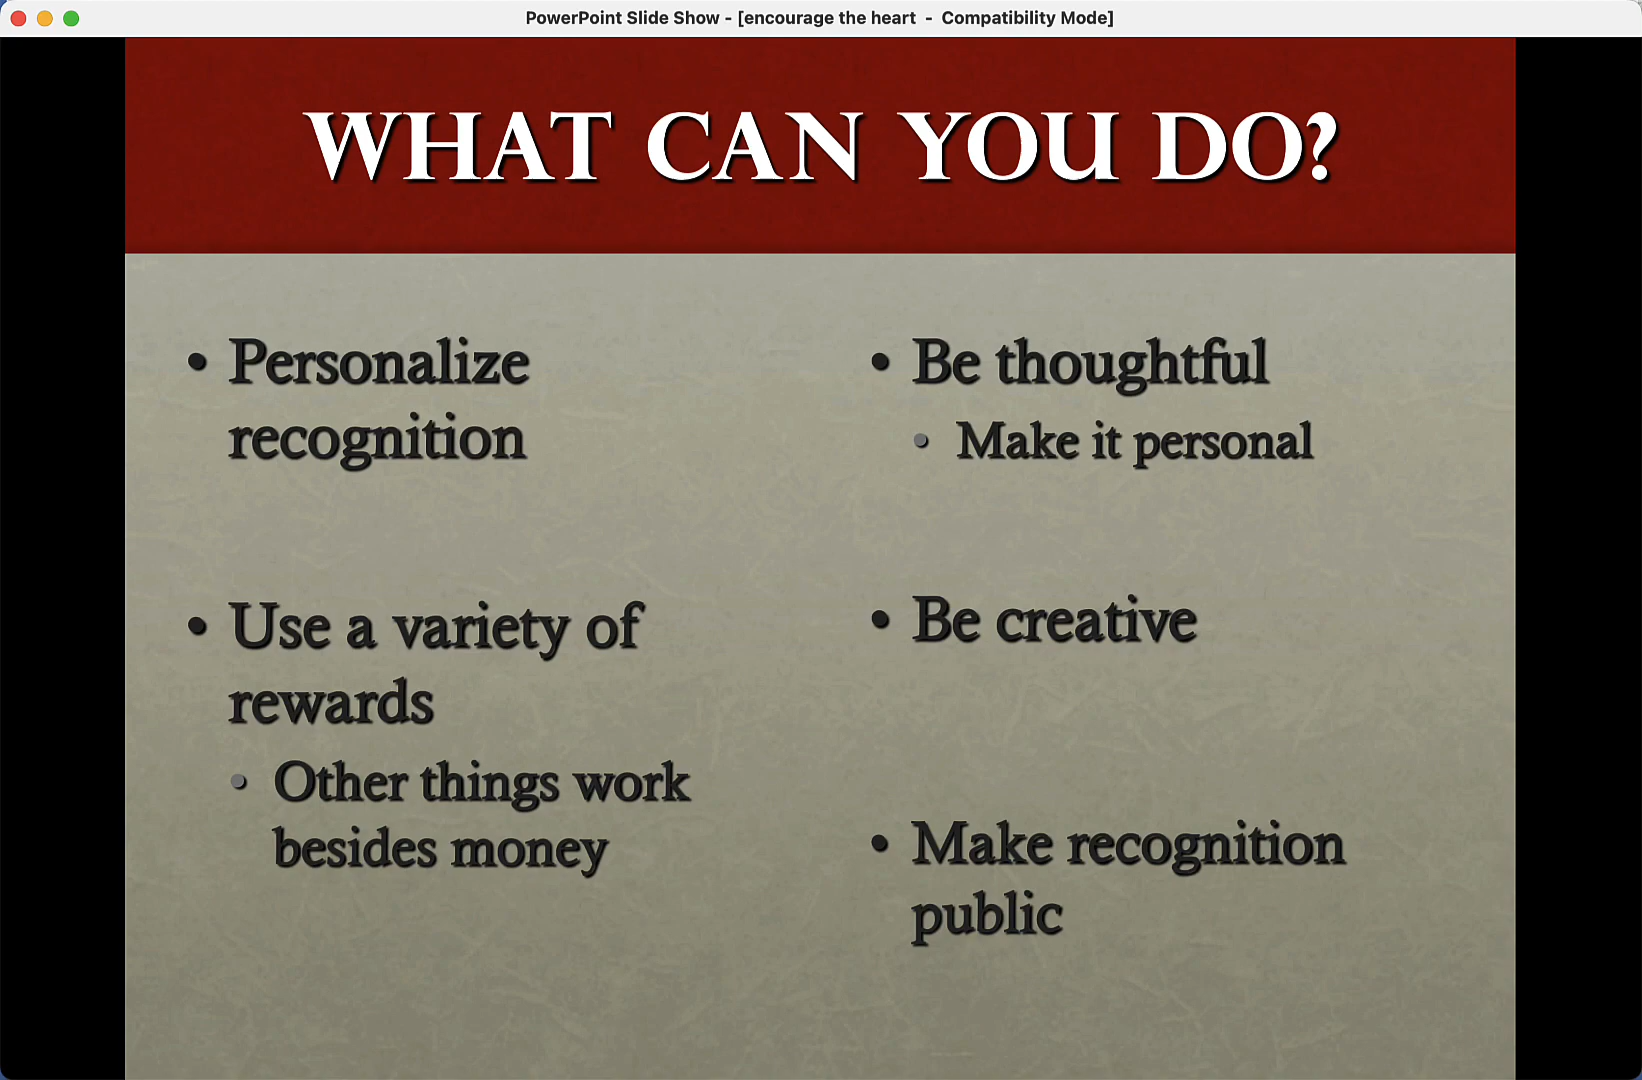 PowerPoint Slide Show - [encourage the heart - Compatibility Mode]
WHAT CAN YOU DO?
• Personalize
recognition
• Use a variety of
rewards
• Other things work
besides money
• Be thoughtful
• Make it personal
• Be creative
• Make recognition
public